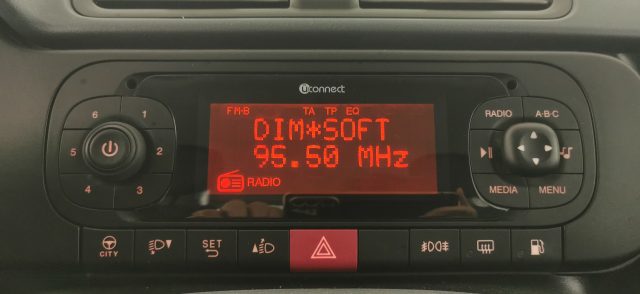 Uconnect
FM-B TA TP EQ
DIM*SOFT
95.50 MHz
RADIO
6 1
5 2
4 3
RADIO A·B·C
MEDIA MENU
CITY
SET